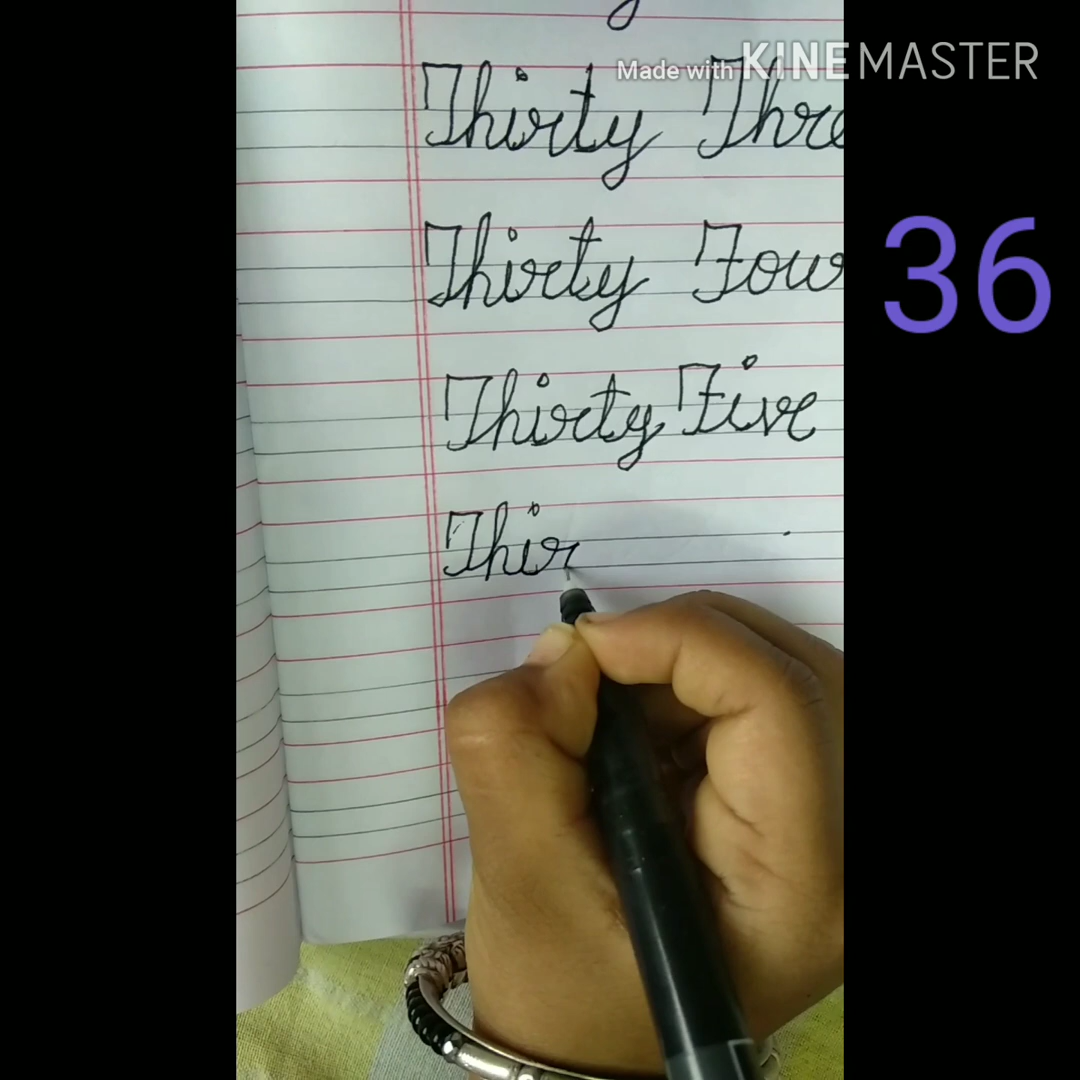 Made with KINEMASTER
Thirty Thre
Thirty Four
36
Thirty Five
Thir